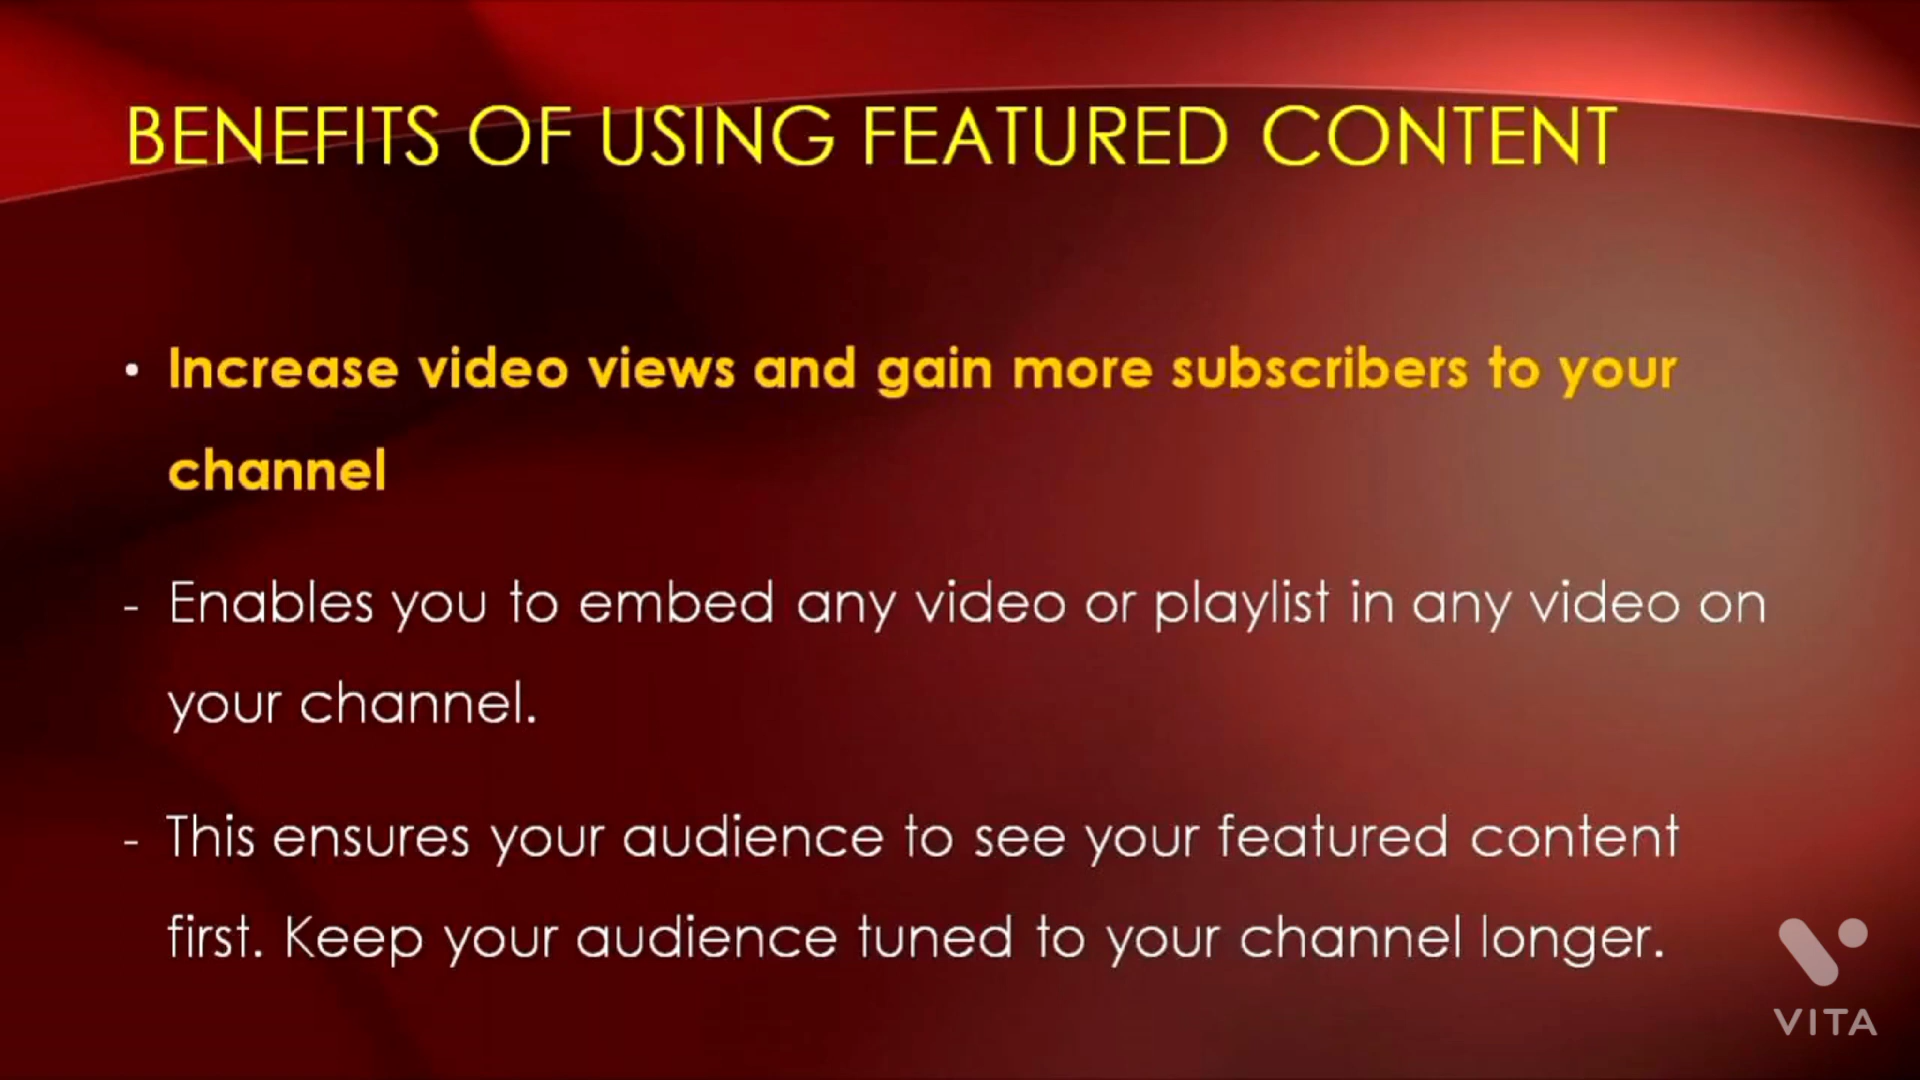 BENEFITS OF USING FEATURED CONTENT
• Increase video views and gain more subscribers to your
channel
- Enables you to embed any video or playlist in any video on
your channel.
- This ensures your audience to see your featured content
first. Keep your audience tuned to your channel longer.
VITA